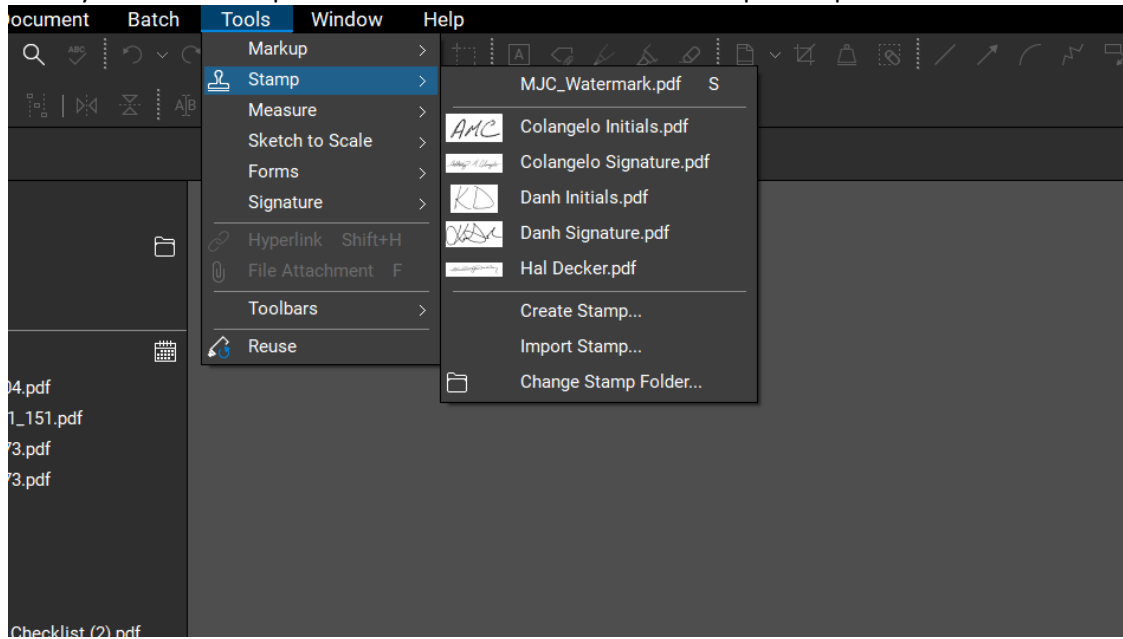 ocument Batch Tools Window Help
ABC
A
Markup
Stamp
Measure
Sketch to Scale
Forms
Signature
Hyperlink Shift+H
File Attachment F
Toolbars
Reuse
MJC_Watermark.pdf S
AMC Colangelo Initials.pdf
Colangelo Signature.pdf
KD Danh Initials.pdf
Danh Signature.pdf
Hal Decker.pdf
Create Stamp...
Import Stamp...
Change Stamp Folder...
04.pdf
1_151.pdf
73.pdf
73.pdf
Checklist (2).pdf